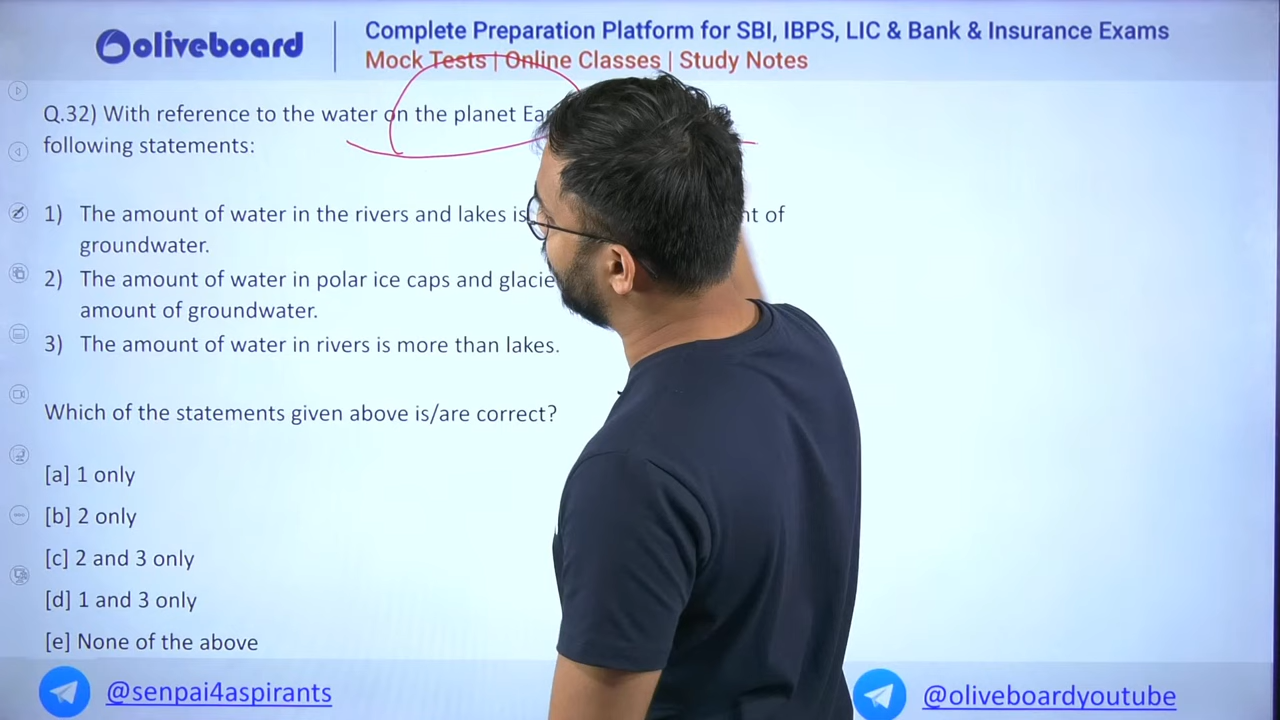 oliveboard
Complete Preparation Platform for SBI, IBPS, LIC & Bank & Insurance Exams
Mock Tests | Online Classes | Study Notes
Q.32) With reference to the water on the planet
following statements:
1) The amount of water in the rivers and lakes is
of
groundwater.
2) The amount of water in polar ice caps and
amount of groundwater.
3) The amount of water in rivers is more than lakes.
Which of the statements given above is/are correct?
[a] 1 only
[b] 2 only
[c] 2 and 3 only
[d] 1 and 3 only
[e] None of the above
@senpai4aspirants
@oliveboardyoutube